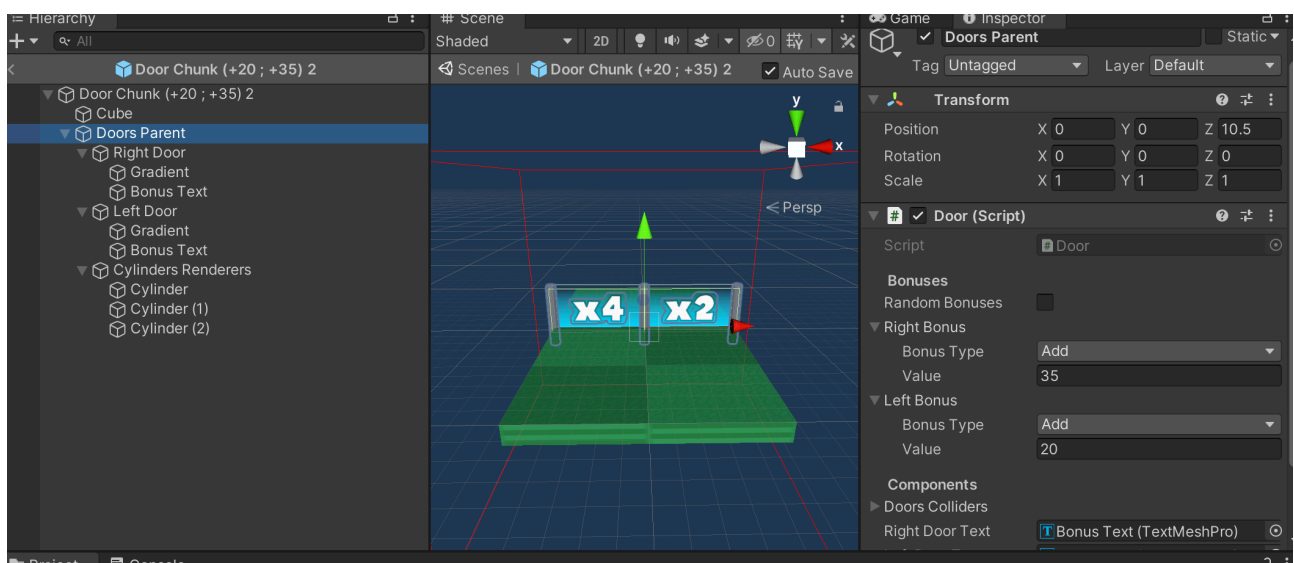 Hierarchy
All
Door Chunk (+20 ; +35) 2
Door Chunk (+20 ; +35) 2
Cube
Doors Parent
Right Door
Gradient
Bonus Text
Left Door
Gradient
Bonus Text
Cylinders Renderers
Cylinder
Cylinder (1)
Cylinder (2)
# Scene
Shaded
2D
0
Scenes | Door Chunk (+20 ; +35) 2
Auto Save
y
x
< Persp
x4 x2
Game
Inspector
Doors Parent
Static
Tag Untagged
Layer Default
Transform
Position X 0 Y 0 Z 10.5
Rotation X 0 Y 0 Z 0
Scale X 1 Y 1 Z 1
# Door (Script)
Script # Door
Bonuses
Random Bonuses
Right Bonus
Bonus Type Add
Value 35
Left Bonus
Bonus Type Add
Value 20
Components
Doors Colliders
Right Door Text T Bonus Text (TextMeshPro)
Project
Console